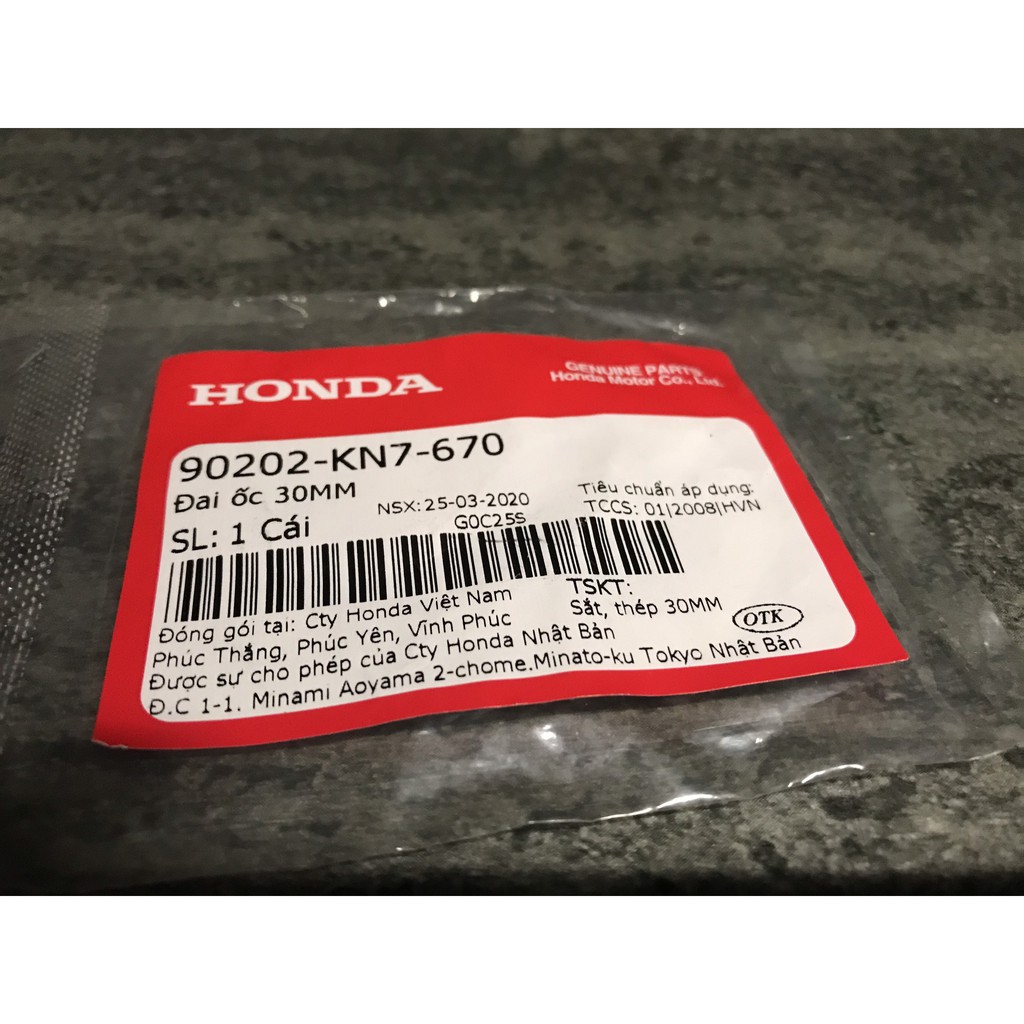 HONDA
GENUINE PARTS
Honda Motor Co., Ltd.
90202-KN7-670
Đai ốc 30MM
NSX: 25-03-2020
Tiêu chuẩn áp dụng:
SL: 1 Cái
G0C25S
TCCS: 01|2008|HVN
Đóng gói tại: Cty Honda Việt Nam
TSKT:
Phúc Thắng, Phúc Yên, Vĩnh Phúc
Sắt, thép 30MM
OTK
Được sự cho phép của Cty Honda Nhật Bản
Đ.C 1-1. Minami Aoyama 2-chome.Minato-ku Tokyo Nhật Bản